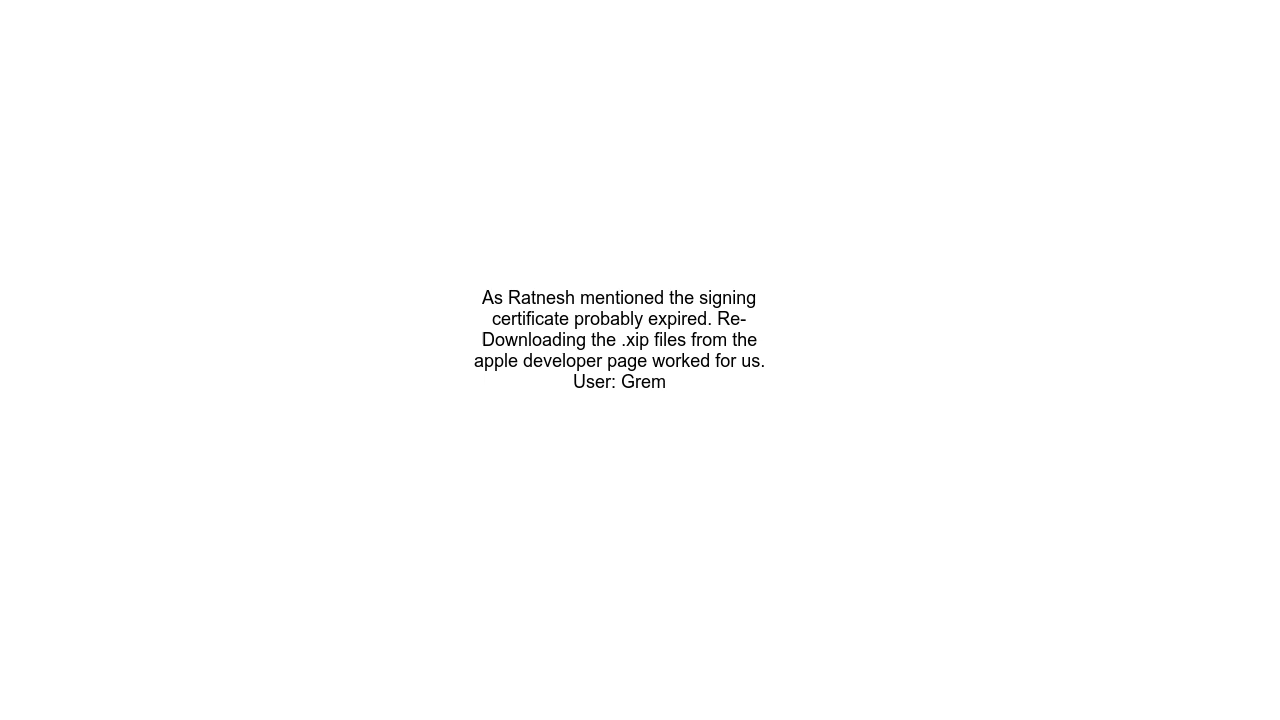 As Ratnesh mentioned the signing
certificate probably expired. Re-
Downloading the .xip files from the
apple developer page worked for us.
User: Grem